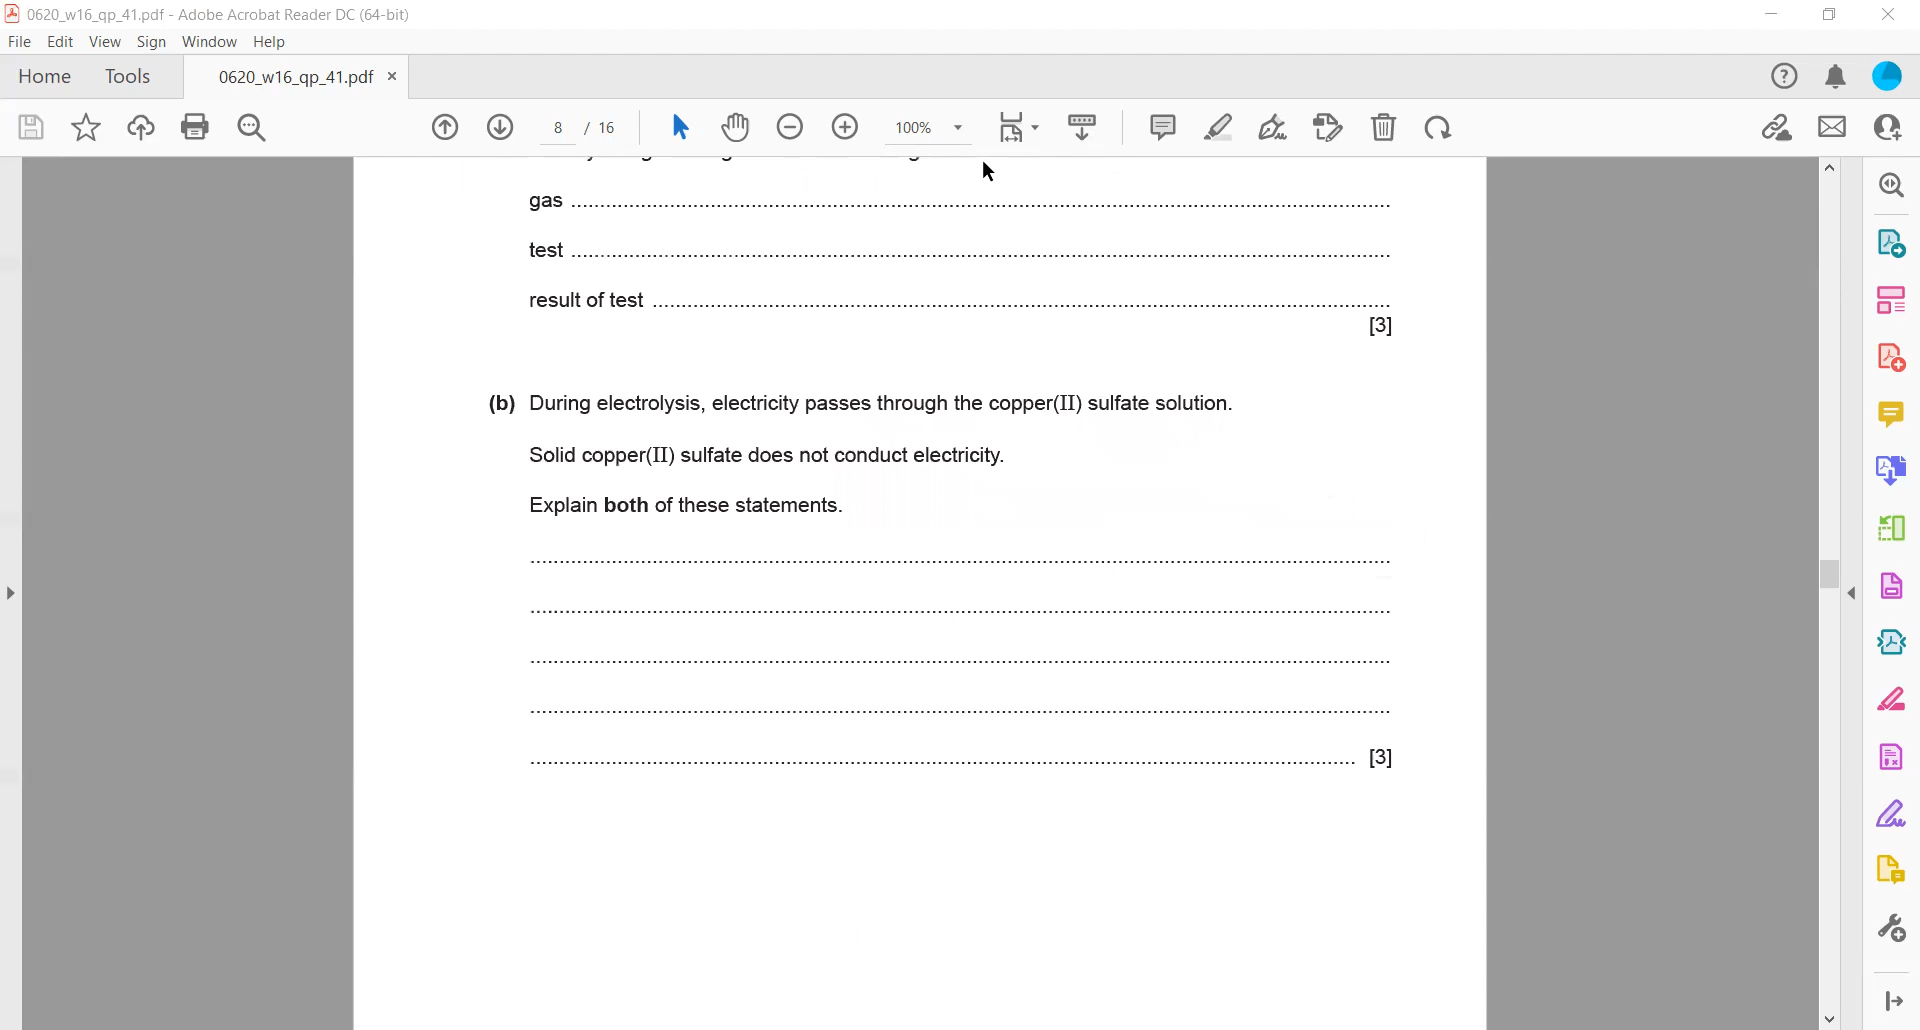 0620_w16_qp_41.pdf - Adobe Acrobat Reader DC (64-bit)
File Edit View Sign Window Help
Home Tools 0620_w16_qp_41.pdf ×
8 / 16 100%
gas
test
result of test
[3]
(b) During electrolysis, electricity passes through the copper(II) sulfate solution.
Solid copper(II) sulfate does not conduct electricity.
Explain both of these statements.
[3]